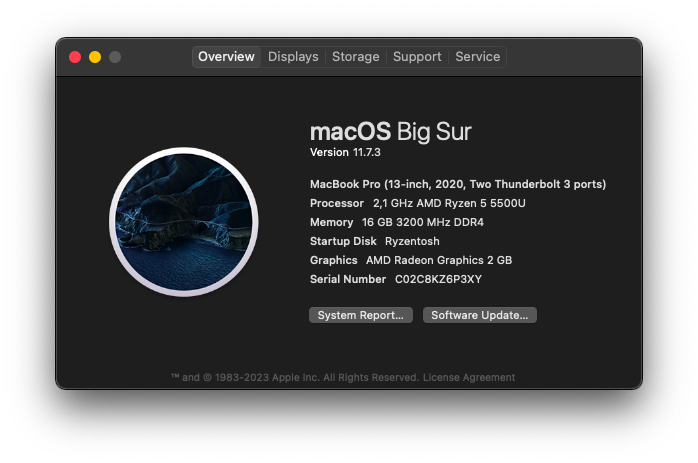 Overview Displays Storage Support Service
macOS Big Sur
Version 11.7.3
MacBook Pro (13-inch, 2020, Two Thunderbolt 3 ports)
Processor 2,1 GHz AMD Ryzen 5 5500U
Memory 16 GB 3200 MHz DDR4
Startup Disk Ryzentosh
Graphics AMD Radeon Graphics 2 GB
Serial Number C02C8KZ6P3XY
System Report... Software Update...
™ and © 1983-2023 Apple Inc. All Rights Reserved. License Agreement